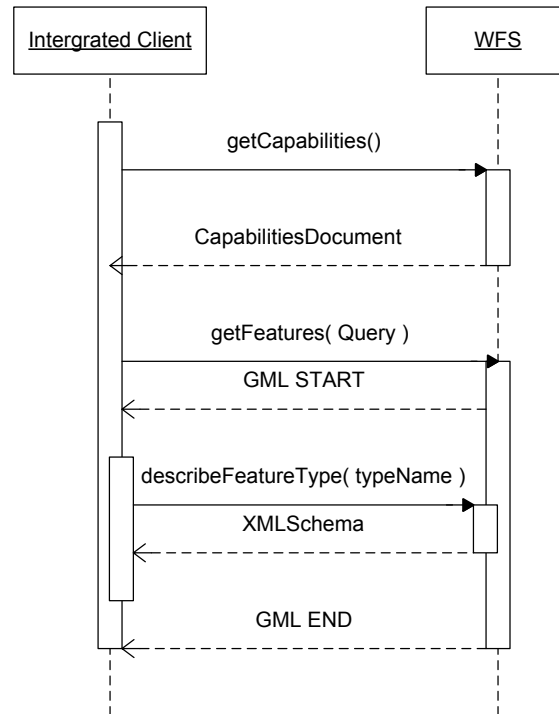 Intergrated Client
WFS
getCapabilities()
CapabilitiesDocument
getFeatures( Query )
GML START
describeFeatureType( typeName )
XMLSchema
GML END